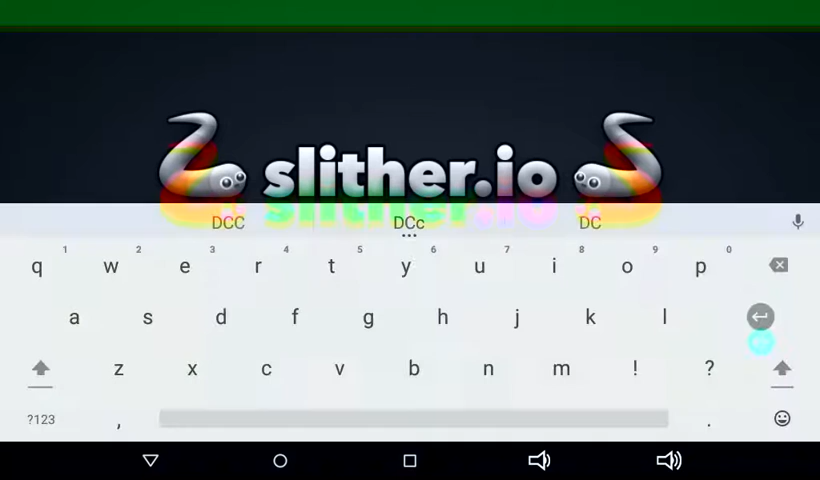 slither.io
DCC DCc DC
1 2 3 4 5 6 7 8 9 0
q w e r t y u i o p
a s d f g h j k l
z x c v b n m ! ?
?123 , .